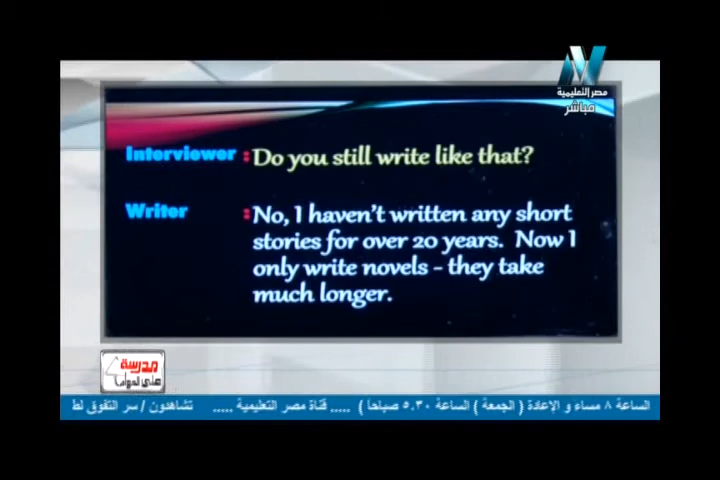 مصر التعليمية
مباشر
Interviewer : Do you still write like that?
Writer : No, I haven't written any short
stories for over 20 years. Now I
only write novels - they take
much longer.
مدرسة
على الهواء
الساعة ٨ مساء و الإعادة ( الجمعة ) الساعة ٥.٣٠ صباحا ) ..... قناة مصر التعليمية ..... تشاهدون / سر التفوق لط